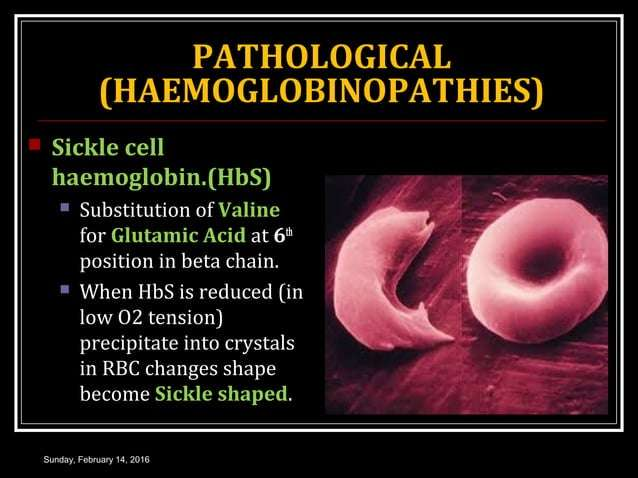 PATHOLOGICAL
(HAEMOGLOBINOPATHIES)
Sickle cell
haemoglobin.(HbS)
Substitution of Valine
for Glutamic Acid at 6th
position in beta chain.
When HbS is reduced (in
low O2 tension)
precipitate into crystals
in RBC changes shape
become Sickle shaped.
Sunday, February 14, 2016